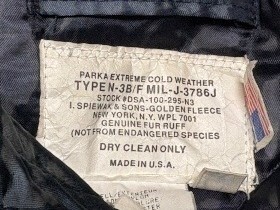 PARKA EXTREME COLD WEATHER
TYPE N-3B/F MIL-J-3786J
STOCK #DSA-100-295-N3
I. SPIEWAK & SONS-GOLDEN FLEECE
NEW YORK, N.Y. WPL 7001
GENUINE FUR RUFF
(NOT FROM ENDANGERED SPECIES)
DRY CLEAN ONLY
MADE IN U.S.A.